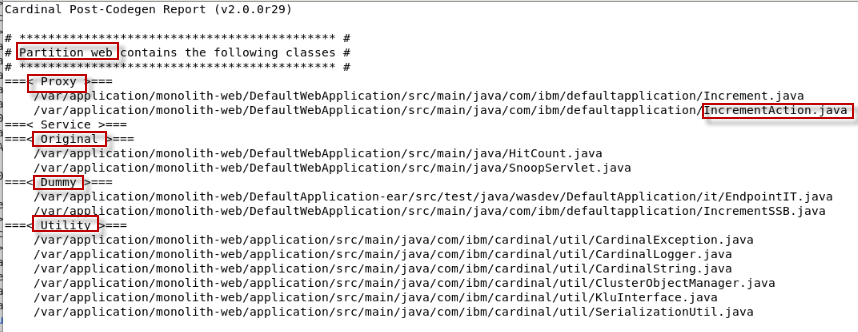 Cardinal Post-Codegen Report (v2.0.0r29)
# ****************************************** #
# Partition web contains the following classes #
# ****************************************** #
===< Proxy >===
/var/application/monolith-web/DefaultWebApplication/src/main/java/com/ibm/defaultapplication/Increment.java
/var/application/monolith-web/DefaultWebApplication/src/main/java/com/ibm/defaultapplication/IncrementAction.java
===< Service >===
===< Original >===
/var/application/monolith-web/DefaultWebApplication/src/main/java/HitCount.java
/var/application/monolith-web/DefaultWebApplication/src/main/java/SnoopServlet.java
===< Dummy >===
/var/application/monolith-web/DefaultApplication-ear/src/test/java/wasdev/DefaultApplication/it/EndpointIT.java
/var/application/monolith-web/DefaultWebApplication/src/main/java/com/ibm/defaultapplication/IncrementSSB.java
===< Utility >===
/var/application/monolith-web/application/src/main/java/com/ibm/cardinal/util/CardinalException.java
/var/application/monolith-web/application/src/main/java/com/ibm/cardinal/util/CardinalLogger.java
/var/application/monolith-web/application/src/main/java/com/ibm/cardinal/util/CardinalString.java
/var/application/monolith-web/application/src/main/java/com/ibm/cardinal/util/ClusterObjectManager.java
/var/application/monolith-web/application/src/main/java/com/ibm/cardinal/util/KluInterface.java
/var/application/monolith-web/application/src/main/java/com/ibm/cardinal/util/SerializationUtil.java